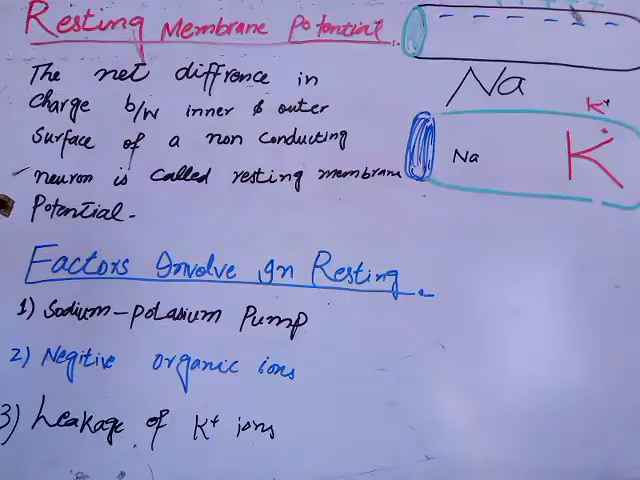 Resting Membrane Potential
The net diffrence in
charge b/w inner & outer
surface of a non conducting
neuron is called resting membrane
Potential.
Na
K+
Na
K+
Factors Involve In Resting
1) Sodium-potasium Pump
2) Negitive organic ions
3) Leakage of K+ ions